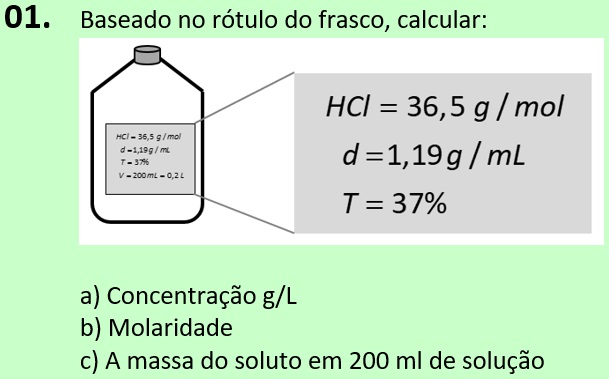 01. Baseado no rótulo do frasco, calcular:
HCl = 36,5 g / mol
d = 1,19 g / mL
T = 37%
V = 200 mL = 0,2 L
HCl = 36,5 g / mol
d = 1,19 g / mL
T = 37%
a) Concentração g/L
b) Molaridade
c) A massa do soluto em 200 ml de solução